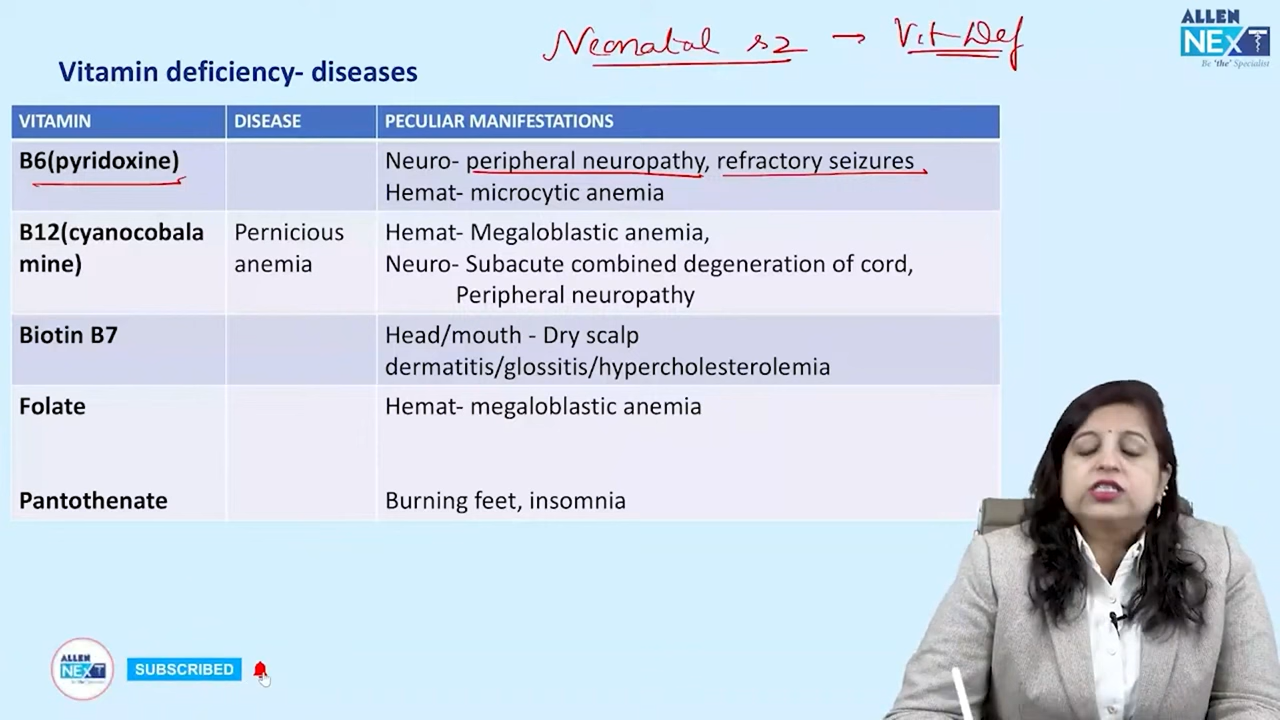 Neonatal sz → Vit Def
ALLEN
NEXT
Be 'the' Specialist
Vitamin deficiency- diseases
VITAMIN DISEASE PECULIAR MANIFESTATIONS
B6(pyridoxine) Neuro- peripheral neuropathy, refractory seizures
Hemat- microcytic anemia
B12(cyanocobala Pernicious Hemat- Megaloblastic anemia,
mine) anemia Neuro- Subacute combined degeneration of cord,
Peripheral neuropathy
Biotin B7 Head/mouth - Dry scalp
dermatitis/glossitis/hypercholesterolemia
Folate Hemat- megaloblastic anemia
Pantothenate Burning feet, insomnia
ALLEN
NEXT
Be 'the' Specialist
SUBSCRIBED